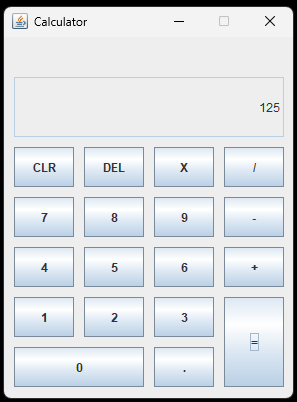 Calculator
125
CLR DEL X /
7 8 9 -
4 5 6 +
1 2 3 =
0 .